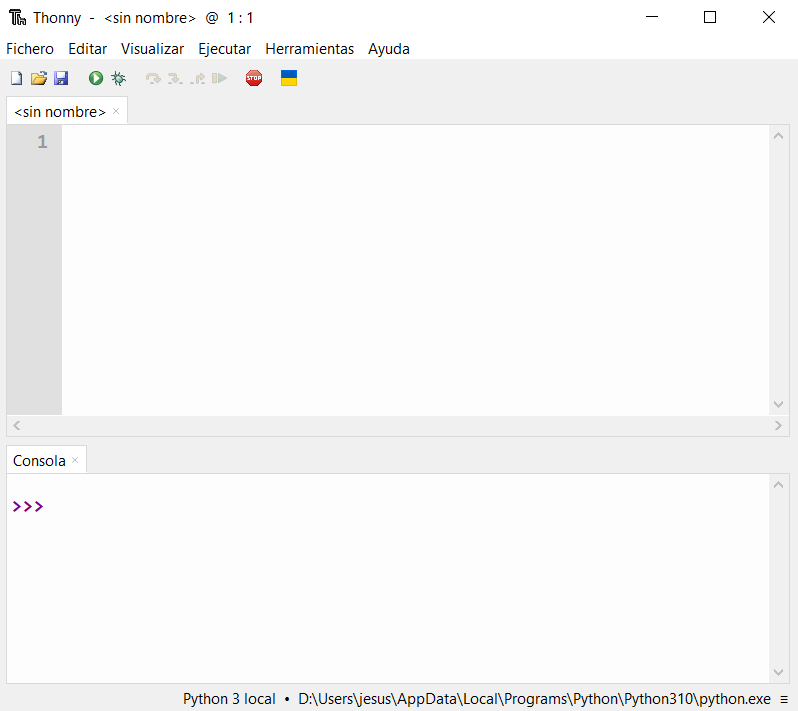 Th Thonny - <sin nombre> @ 1 : 1
Fichero Editar Visualizar Ejecutar Herramientas Ayuda
STOP
<sin nombre> ×
1
Consola ×
>>>
Python 3 local • D:\Users\jesus\AppData\Local\Programs\Python\Python310\python.exe ≡